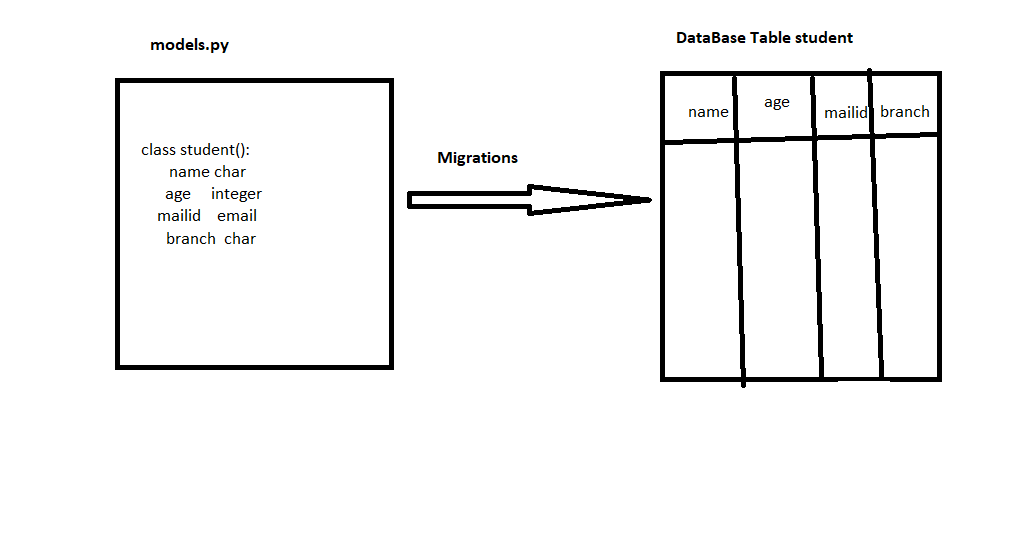 models.py
class student():
name char
age integer
mailid email
branch char
Migrations
DataBase Table student
name age mailid branch